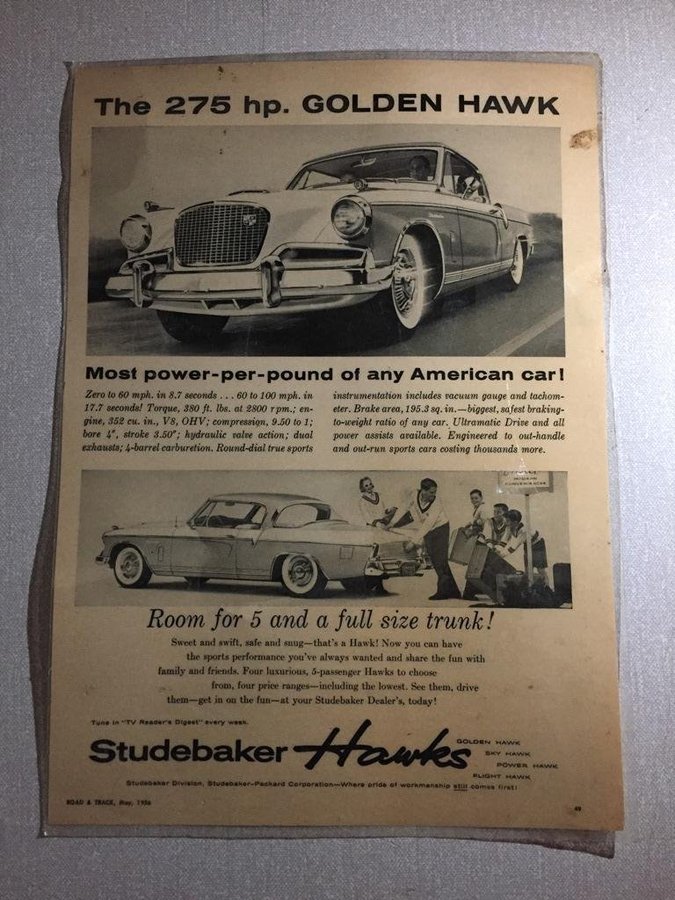 The 275 hp. GOLDEN HAWK
Most power-per-pound of any American car!
Zero to 60 mph. in 8.7 seconds . . . 60 to 100 mph. in
17.7 seconds! Torque, 380 ft. lbs. at 2800 rpm.; en-
gine, 352 cu. in., V8, OHV; compression, 9.50 to 1;
bore 4", stroke 3.50"; hydraulic valve action; dual
exhausts; 4-barrel carburetion. Round-dial true sports
instrumentation includes vacuum gauge and tachom-
eter. Brake area, 195.3 sq. in.—biggest, safest braking-
to-weight ratio of any car. Ultramatic Drive and all
power assists available. Engineered to out-handle
and out-run sports cars costing thousands more.
Room for 5 and a full size trunk!
Sweet and swift, safe and snug—that's a Hawk! Now you can have
the sports performance you've always wanted and share the fun with
family and friends. Four luxurious, 5-passenger Hawks to choose
from, four price ranges—including the lowest. See them, drive
them—get in on the fun—at your Studebaker Dealer's, today!
Tune in "TV Reader's Digest" every week.
Studebaker Hawks
GOLDEN HAWK
SKY HAWK
POWER HAWK
FLIGHT HAWK
Studebaker Division, Studebaker-Packard Corporation—Where pride of workmanship still comes first!
ROAD & TRACK, May, 1956
49